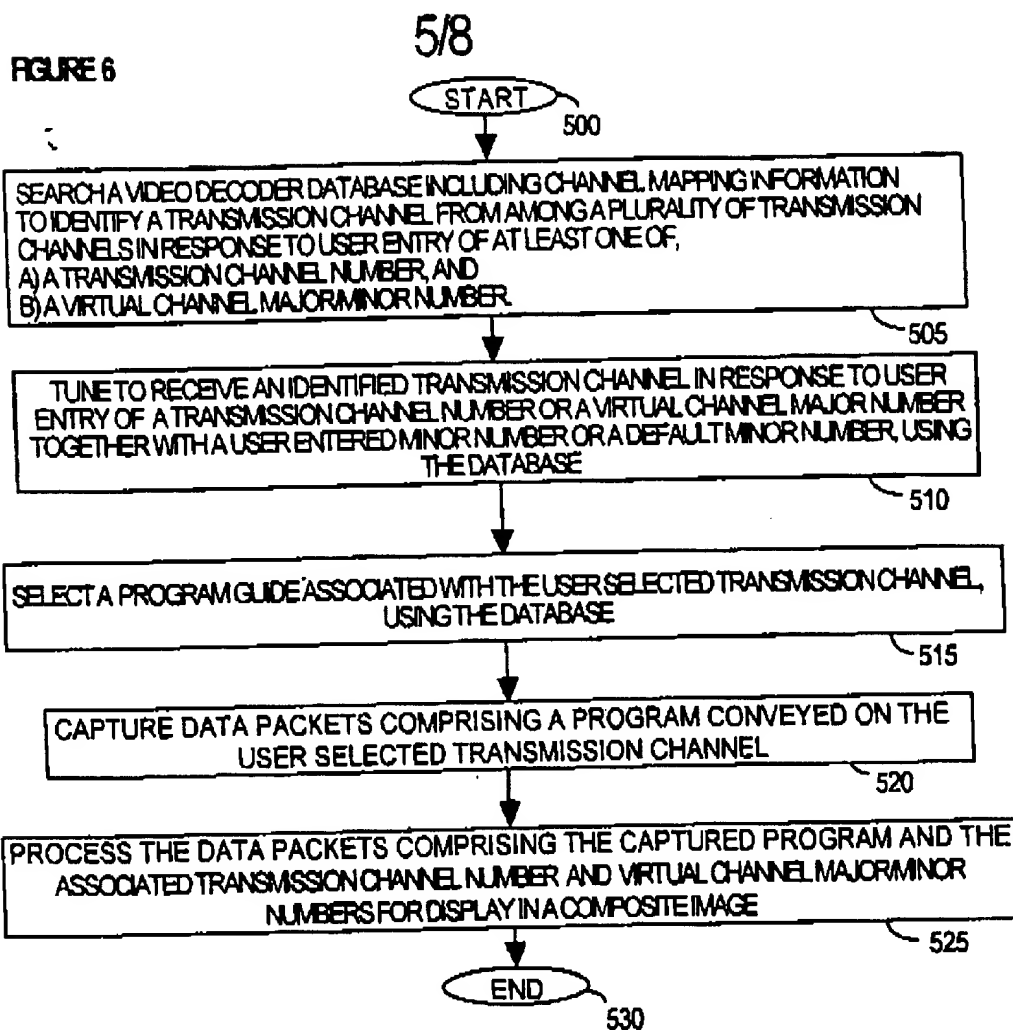 5/8
FIGURE 6
START
500
SEARCH A VIDEO DECODER DATABASE INCLUDING CHANNEL MAPPING INFORMATION
TO IDENTIFY A TRANSMISSION CHANNEL FROM AMONG A PLURALITY OF TRANSMISSION
CHANNELS IN RESPONSE TO USER ENTRY OF AT LEAST ONE OF,
A) A TRANSMISSION CHANNEL NUMBER, AND
B) A VIRTUAL CHANNEL MAJOR/MINOR NUMBER.
505
TUNE TO RECEIVE AN IDENTIFIED TRANSMISSION CHANNEL IN RESPONSE TO USER
ENTRY OF A TRANSMISSION CHANNEL NUMBER OR A VIRTUAL CHANNEL MAJOR NUMBER
TOGETHER WITH A USER ENTERED MINOR NUMBER OR A DEFAULT MINOR NUMBER, USING
THE DATABASE
510
SELECT A PROGRAM GUIDE ASSOCIATED WITH THE USER SELECTED TRANSMISSION CHANNEL,
USING THE DATABASE
515
CAPTURE DATA PACKETS COMPRISING A PROGRAM CONVEYED ON THE
USER SELECTED TRANSMISSION CHANNEL
520
PROCESS THE DATA PACKETS COMPRISING THE CAPTURED PROGRAM AND THE
ASSOCIATED TRANSMISSION CHANNEL NUMBER AND VIRTUAL CHANNEL MAJOR/MINOR
NUMBERS FOR DISPLAY IN A COMPOSITE IMAGE
525
END
530